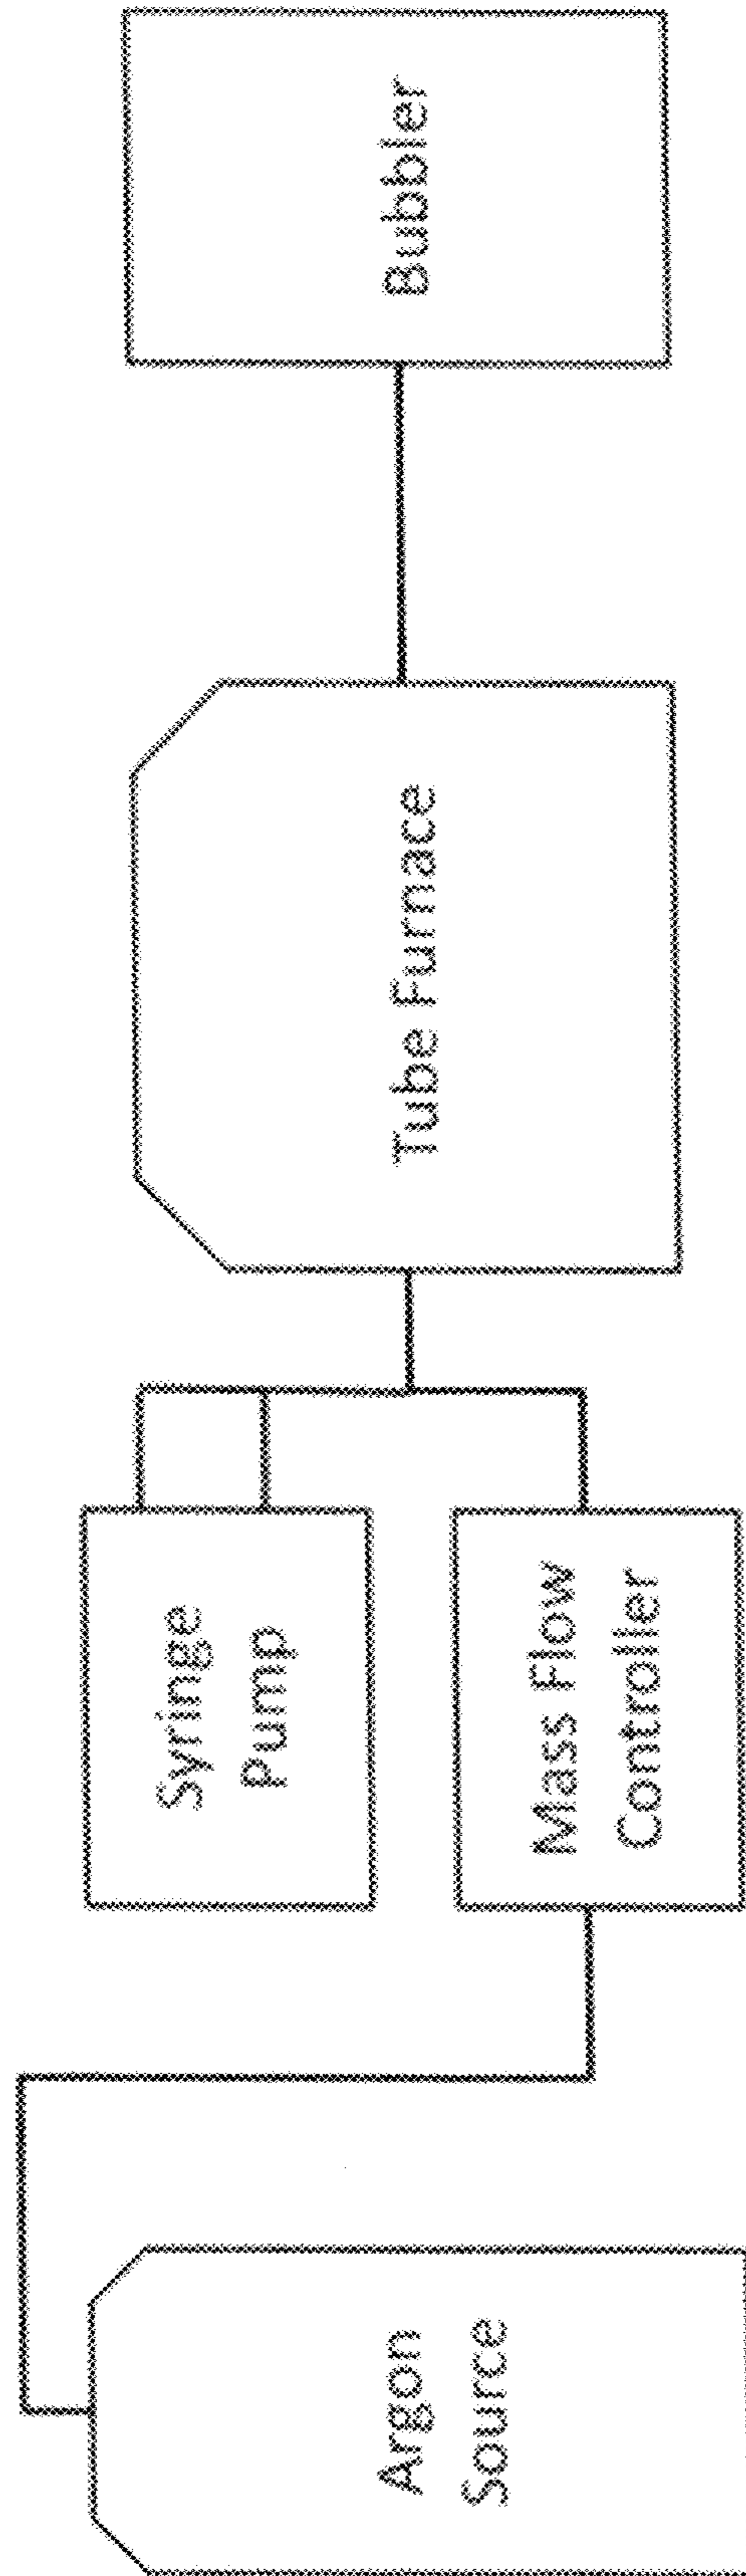 Argon
Source
Syringe
Pump
Mass Flow
Controller
Tube Furnace
Bubbler